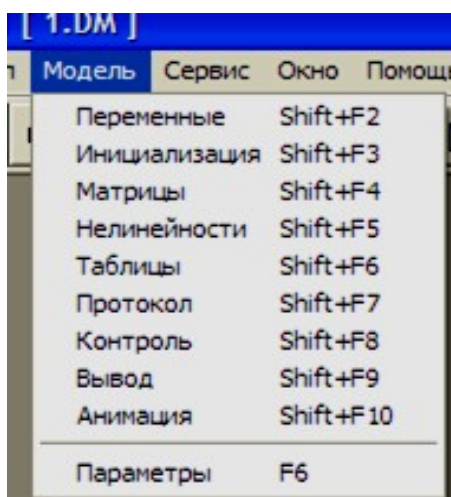 [ 1.DM ]
Модель Сервис Окно Помощь
Переменные Shift+F2
Инициализация Shift+F3
Матрицы Shift+F4
Нелинейности Shift+F5
Таблицы Shift+F6
Протокол Shift+F7
Контроль Shift+F8
Вывод Shift+F9
Анимация Shift+F10
Параметры F6